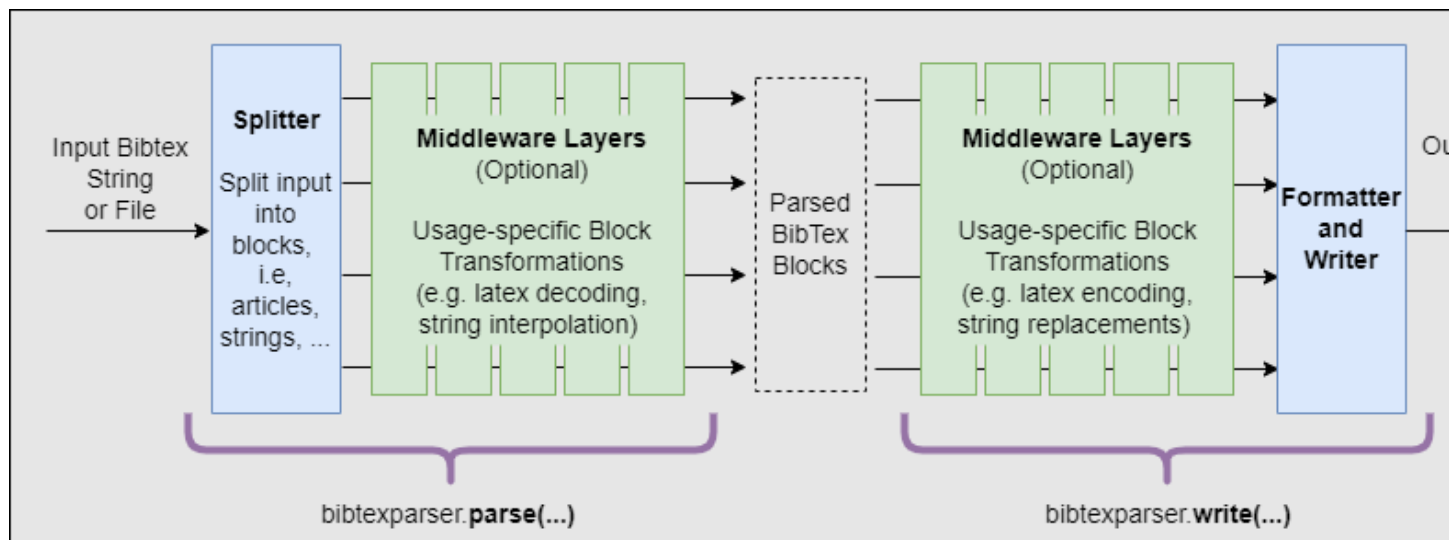 Input Bibtex
String
or File
Splitter
Split input
into
blocks,
i.e,
articles,
strings, ...
Middleware Layers
(Optional)
Usage-specific Block
Transformations
(e.g. latex decoding,
string interpolation)
Parsed
BibTex
Blocks
Middleware Layers
(Optional)
Usage-specific Block
Transformations
(e.g. latex encoding,
string replacements)
Formatter
and
Writer
Ou
bibtexparser.parse(...)
bibtexparser.write(...)